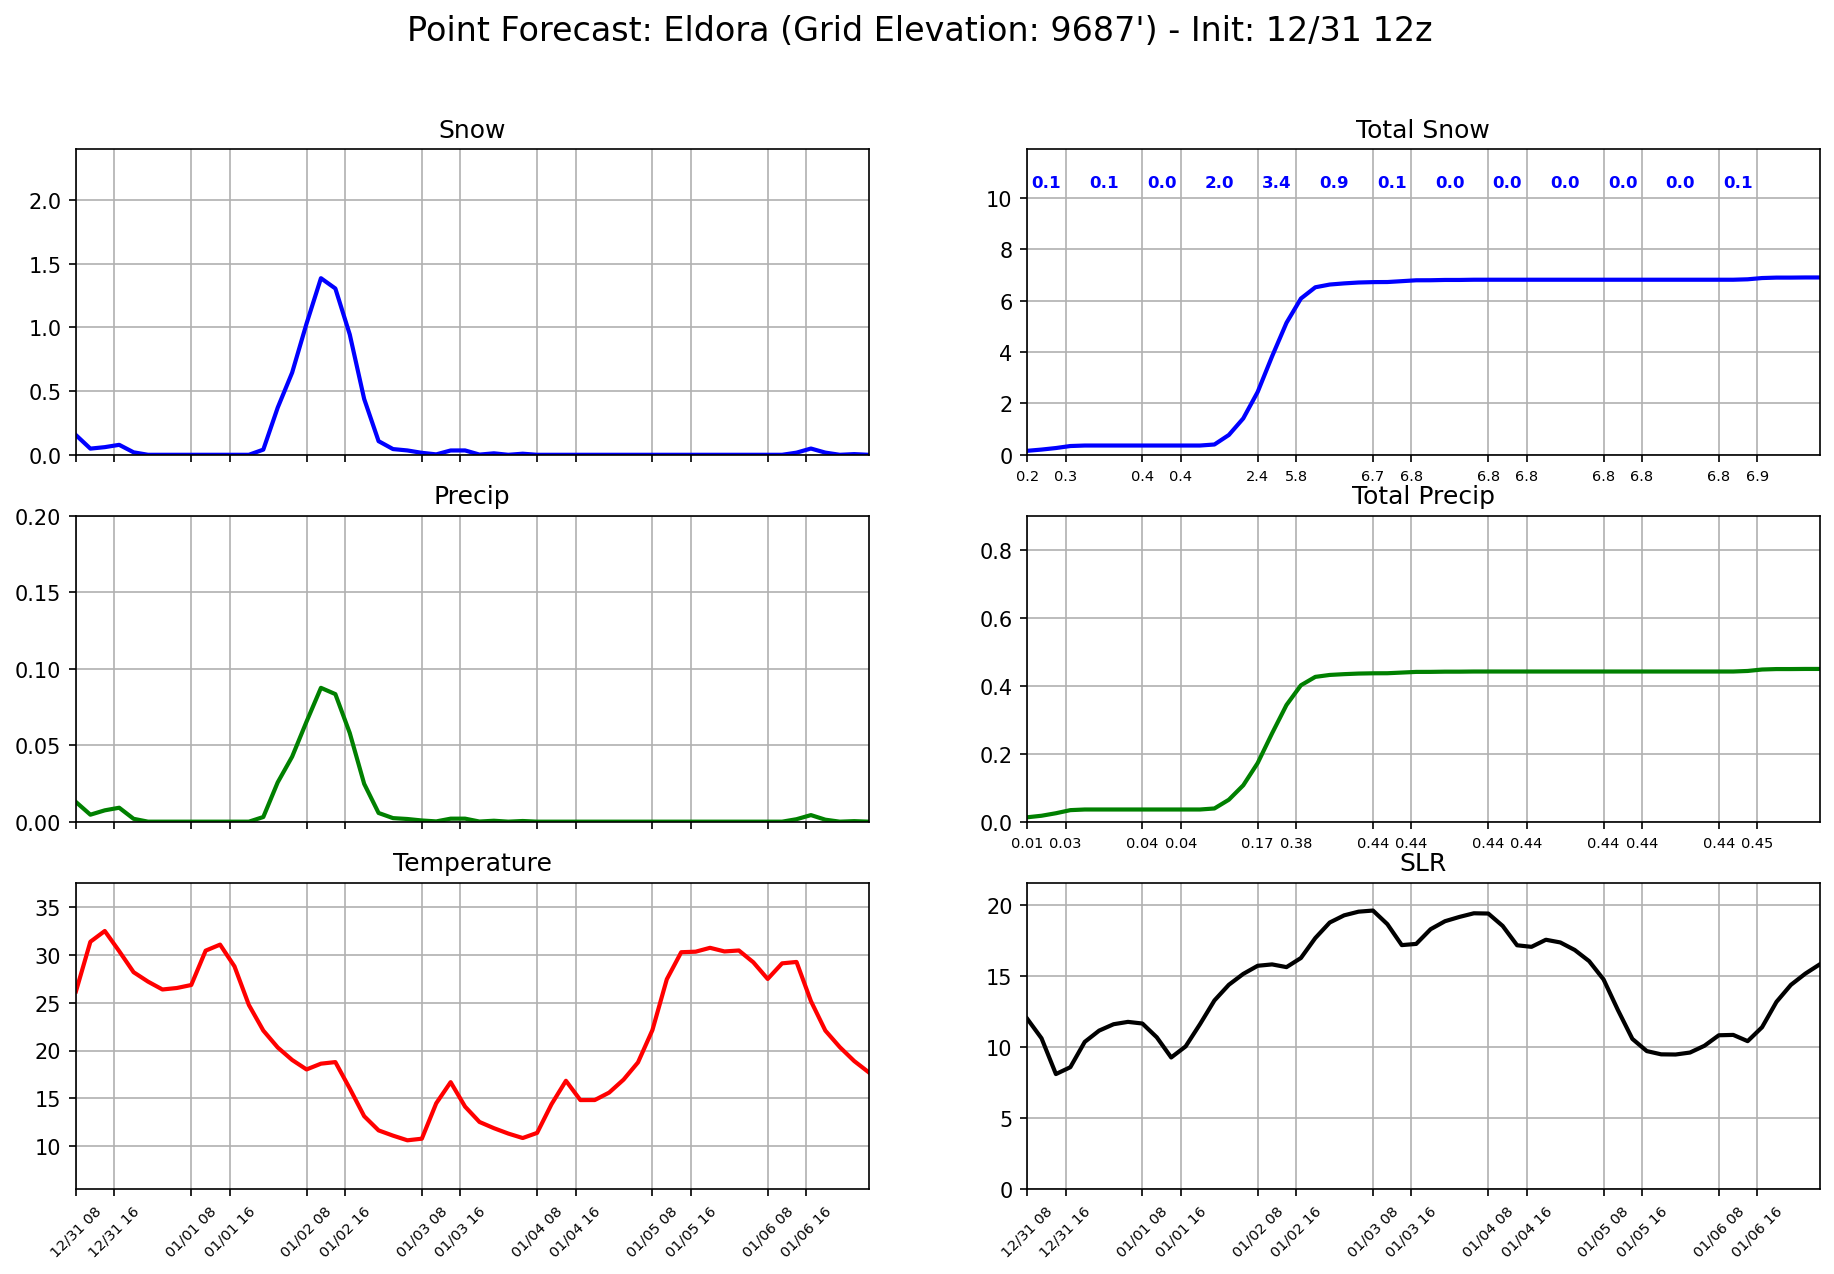 Point Forecast: Eldora (Grid Elevation: 9687') - Init: 12/31 12z
Snow
2.0
1.5
1.0
0.5
0.0
Total Snow
0.1 0.1 0.0 2.0 3.4 0.9 0.1 0.0 0.0 0.0 0.0 0.0 0.1
10
8
6
4
2
0
0.2 0.3 0.4 0.4 2.4 5.8 6.7 6.8 6.8 6.8 6.8 6.8 6.8 6.9
Precip
0.20
0.15
0.10
0.05
0.00
Total Precip
0.8
0.6
0.4
0.2
0.0
0.01 0.03 0.04 0.04 0.17 0.38 0.44 0.44 0.44 0.44 0.44 0.44 0.44 0.45
Temperature
35
30
25
20
15
10
12/31 08 12/31 16 01/01 08 01/01 16 01/02 08 01/02 16 01/03 08 01/03 16 01/04 08 01/04 16 01/05 08 01/05 16 01/06 08 01/06 16
SLR
20
15
10
5
0
12/31 08 12/31 16 01/01 08 01/01 16 01/02 08 01/02 16 01/03 08 01/03 16 01/04 08 01/04 16 01/05 08 01/05 16 01/06 08 01/06 16